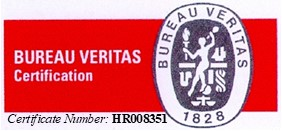 BUREAU VERITAS
Certification
BUREAU VERITAS
1828
Certificate Number: HR008351